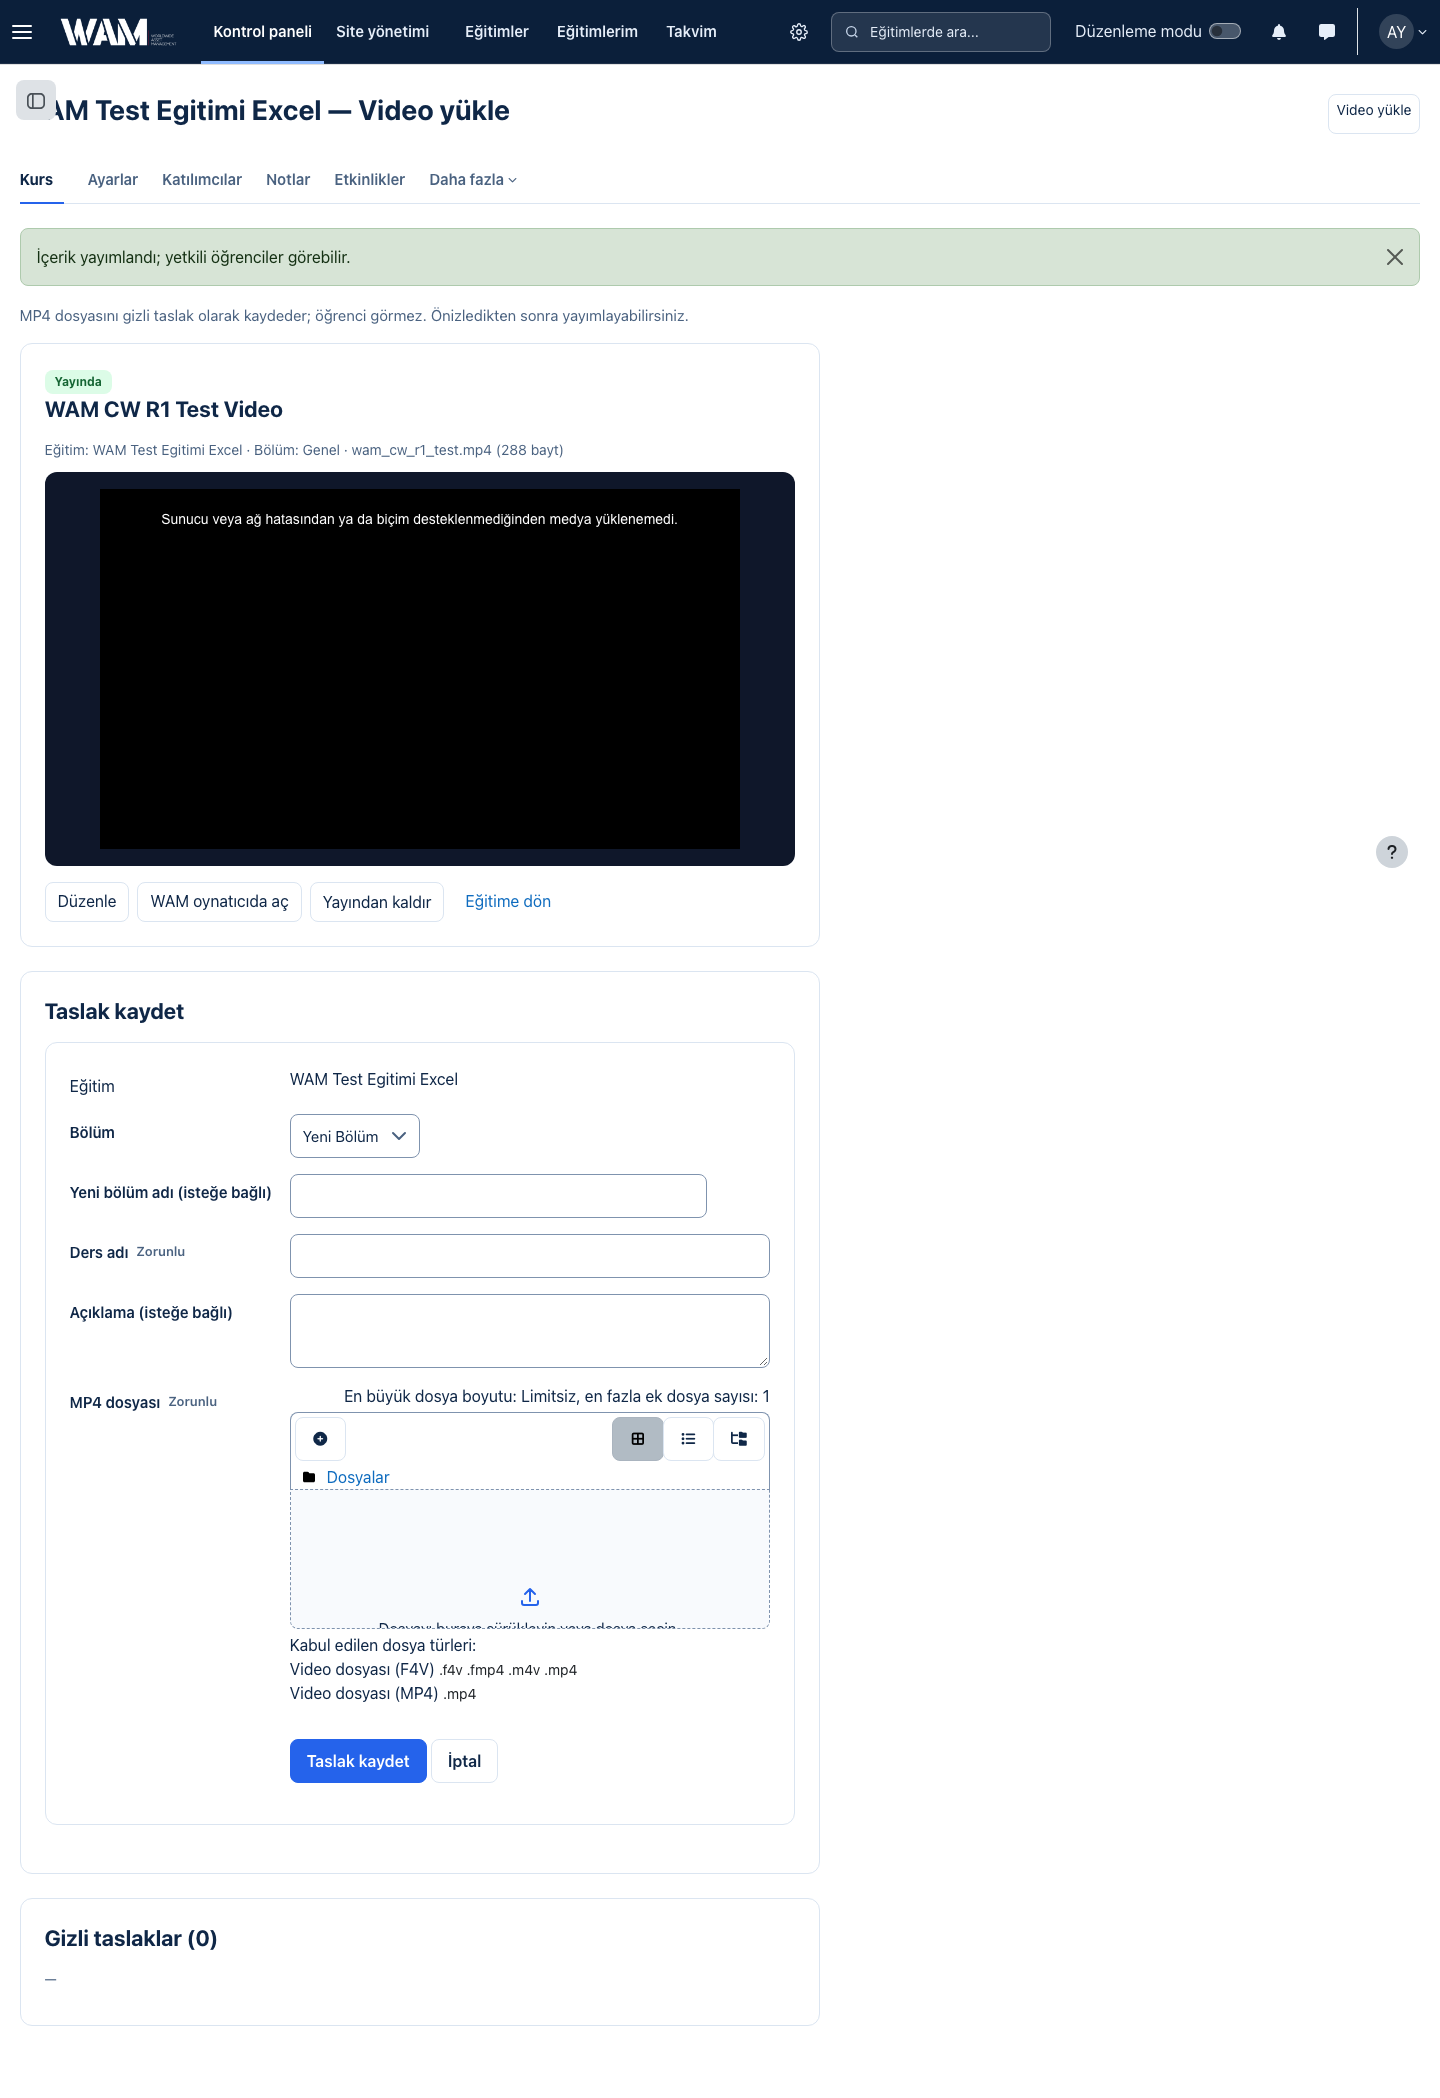 WAM
Kontrol paneli
Site yönetimi
Eğitimler
Eğitimlerim
Takvim
Eğitimlerde ara...
Düzenleme modu
AY
AM Test Egitimi Excel — Video yükle
Video yükle
Kurs
Ayarlar
Katılımcılar
Notlar
Etkinlikler
Daha fazla
İçerik yayımlandı; yetkili öğrenciler görebilir.
MP4 dosyasını gizli taslak olarak kaydeder; öğrenci görmez. Önizledikten sonra yayımlayabilirsiniz.
Yayında
WAM CW R1 Test Video
Eğitim: WAM Test Egitimi Excel · Bölüm: Genel · wam_cw_r1_test.mp4 (288 bayt)
Sunucu veya ağ hatasından ya da biçim desteklenmediğinden medya yüklenemedi.
?
Düzenle
WAM oynatıcıda aç
Yayından kaldır
Eğitime dön
Taslak kaydet
Eğitim
WAM Test Egitimi Excel
Bölüm
Yeni Bölüm
Yeni bölüm adı (isteğe bağlı)
Ders adı Zorunlu
Açıklama (isteğe bağlı)
MP4 dosyası Zorunlu
En büyük dosya boyutu: Limitsiz, en fazla ek dosya sayısı: 1
Dosyalar
Dosyayı buraya sürükleyin veya dosya seçin
Kabul edilen dosya türleri:
Video dosyası (F4V) .f4v .fmp4 .m4v .mp4
Video dosyası (MP4) .mp4
Taslak kaydet
İptal
Gizli taslaklar (0)
—